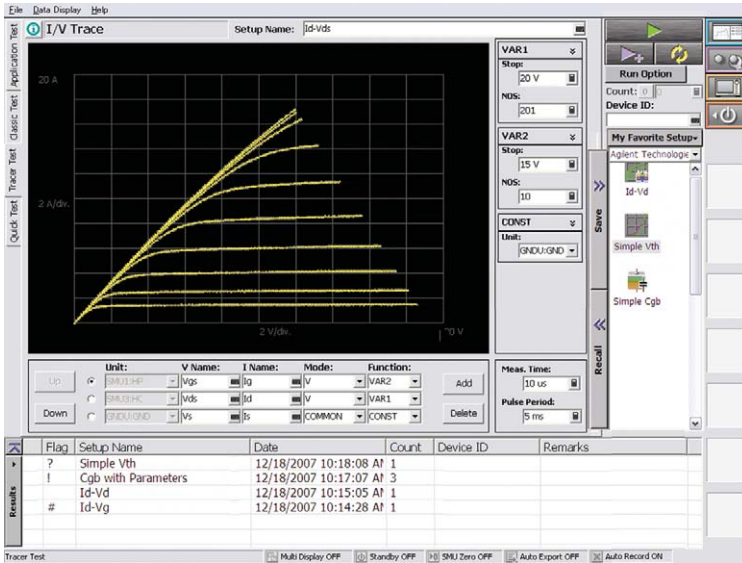 File Data Display Help
I/V Trace
Setup Name: Id-Vds
Application Test
Classic Test
Tracer Test
Quick Test
20 A
2 A/div.
2 V/div.
VAR1
Stop:
20 V
NOS:
201
VAR2
Stop:
15 V
NOS:
10
CONST
Unit:
GNDU:GND
Save
Recall
Run Option
Count: 0 0
Device ID:
My Favorite Setup
Agilent Technologie
Id-Vd
Simple Vth
Simple Cgb
Unit: V Name: I Name: Mode: Function:
Up SMU1:HP Vgs Ig V VAR2 Add
SMU3:HC Vds Id V VAR1
Down GNDU:GND Vs Is COMMON CONST Delete
Meas. Time:
10 us
Pulse Period:
5 ms
Results
Flag Setup Name Date Count Device ID Remarks
? Simple Vth 12/18/2007 10:18:08 AM 1
! Cgb with Parameters 12/18/2007 10:17:07 AM 3
Id-Vd 12/18/2007 10:15:05 AM 1
# Id-Vg 12/18/2007 10:14:28 AM 1
Tracer Test Multi Display OFF Standby OFF SMU Zero OFF Auto Export OFF Auto Record ON